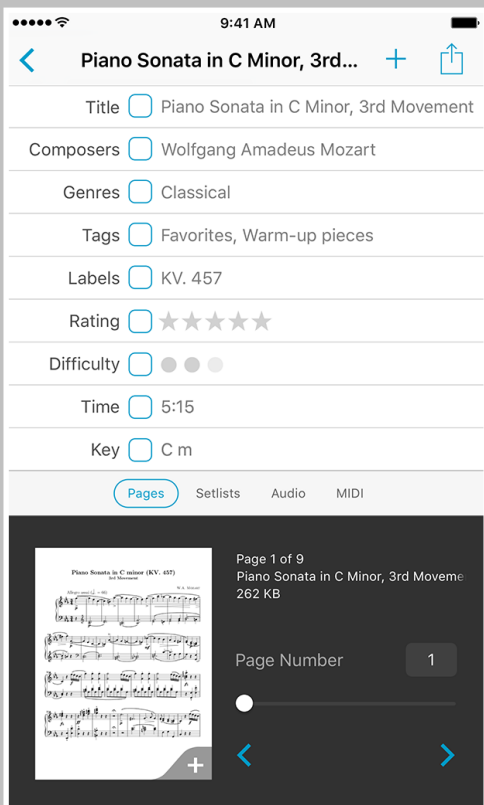 9:41 AM
Piano Sonata in C Minor, 3rd...
Title Piano Sonata in C Minor, 3rd Movement
Composers Wolfgang Amadeus Mozart
Genres Classical
Tags Favorites, Warm-up pieces
Labels KV. 457
Rating
Difficulty
Time 5:15
Key C m
Pages Setlists Audio MIDI
Page 1 of 9
Piano Sonata in C Minor, 3rd Moveme
262 KB
Page Number 1
Piano Sonata in C minor (KV. 457)
3rd Movement
W. A. Mozart
Allegro assai